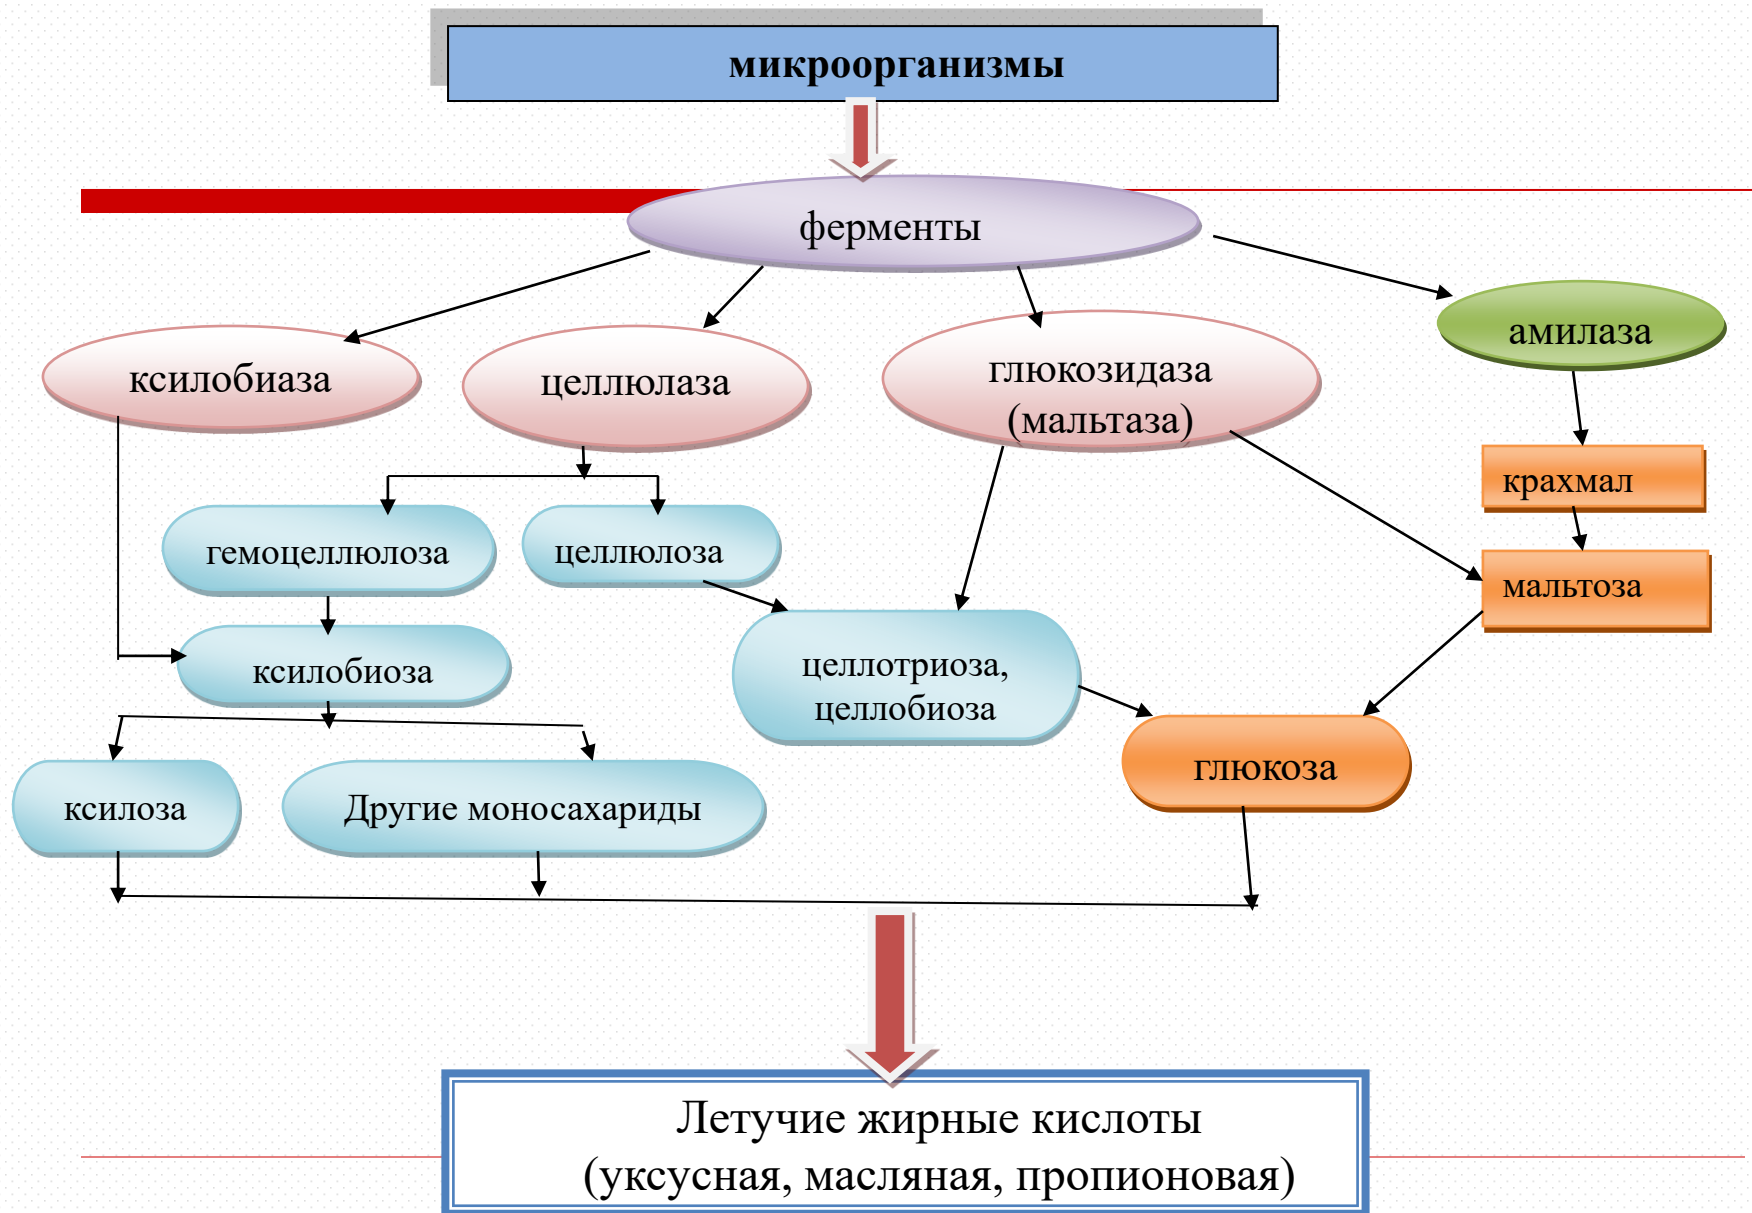 микроорганизмы
ферменты
ксилобиаза
целлюлаза
глюкозидаза
(мальтаза)
амилаза
крахмал
гемоцеллюлоза
целлюлоза
мальтоза
ксилобиоза
целлотриоза,
целлобиоза
глюкоза
ксилоза
Другие моносахариды
Летучие жирные кислоты
(уксусная, масляная, пропионовая)